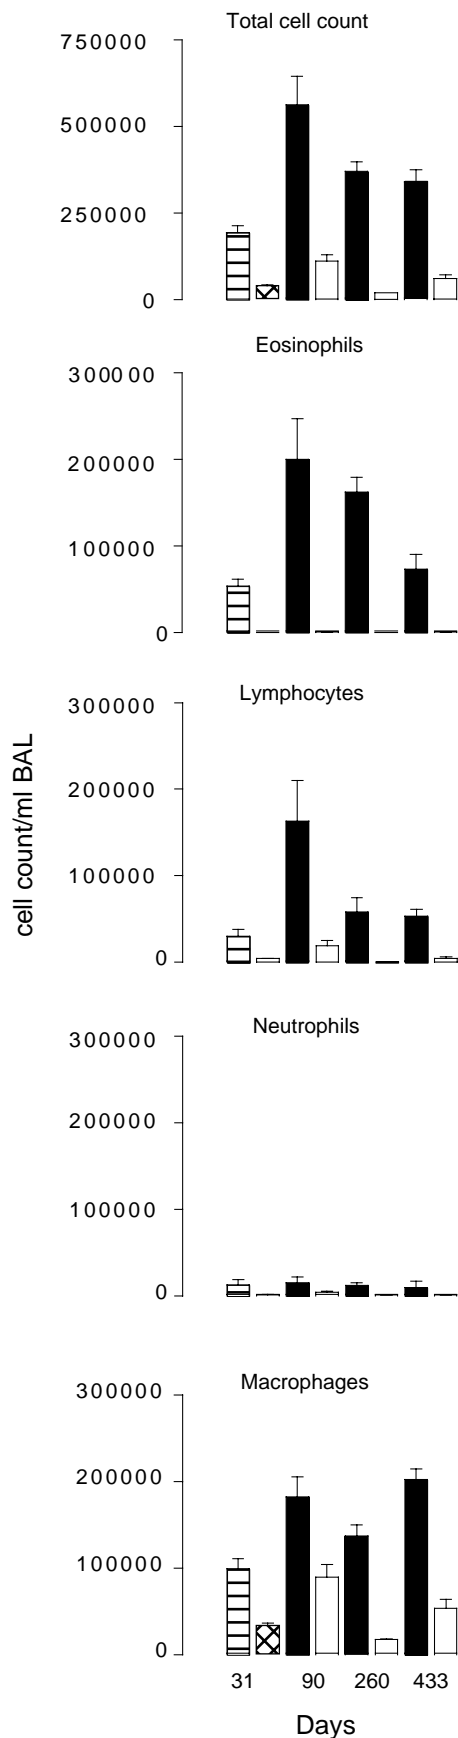 Total cell count
750000
500000
250000
0
Eosinophils
300000
200000
100000
0
Lymphocytes
300000
200000
100000
0
cell count/ml BAL
Neutrophils
300000
200000
100000
0
Macrophages
300000
200000
100000
0
31 90 260 433
Days